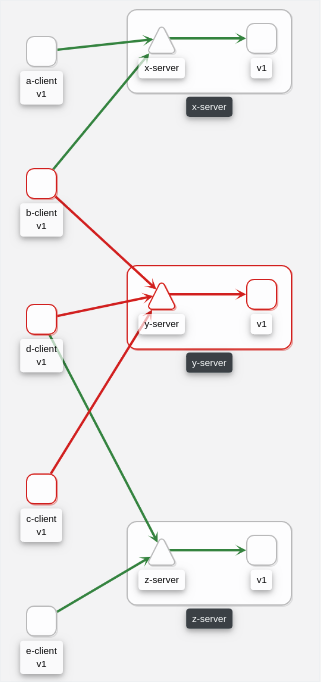 a-client
v1
x-server
v1
x-server
b-client
v1
y-server
v1
y-server
d-client
v1
c-client
v1
z-server
v1
z-server
e-client
v1